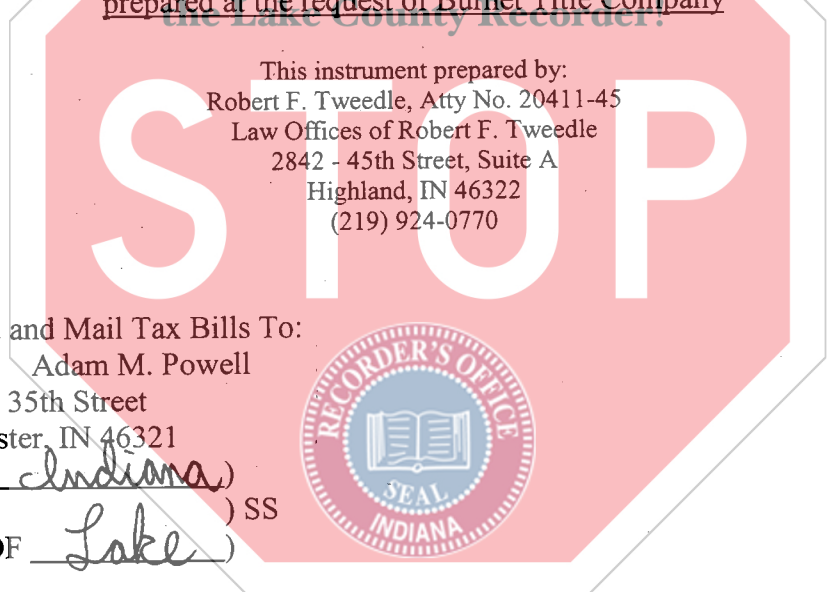 prepared at the request of Burnet Title Company
the Lake County Recorder!
This instrument prepared by:
Robert F. Tweedle, Atty No. 20411-45
Law Offices of Robert F. Tweedle
2842 - 45th Street, Suite A
Highland, IN 46322
(219) 924-0770
STOP
and Mail Tax Bills To:
Adam M. Powell
35th Street
ster, IN 46321
Indiana )
) SS
OF Lake )
RECORDER'S OFFICE
SEAL
INDIANA